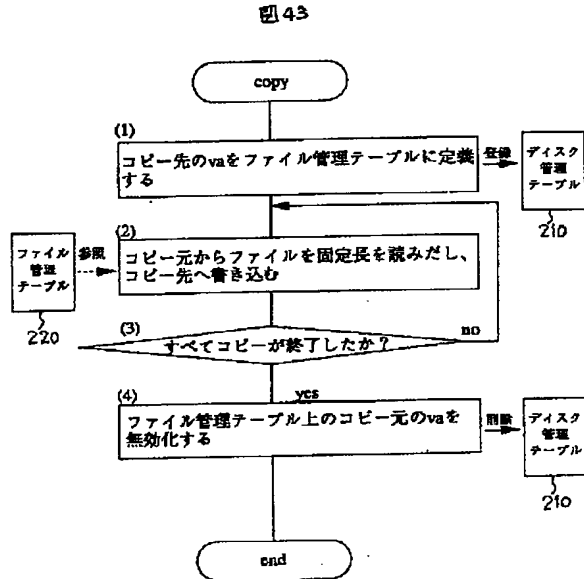 図43
copy
(1)
コピー先のvaをファイル管理テーブルに定義
する
登録
ディスク
管理
テーブル
210
(2)
コピー元からファイルを固定長を読みだし、
コピー先へ書き込む
ファイル
管理
テーブル
参照
220
(3)
すべてコピーが終了したか？
no
yes
(4)
ファイル管理テーブル上のコピー元のvaを
無効化する
削除
ディスク
管理
テーブル
210
end